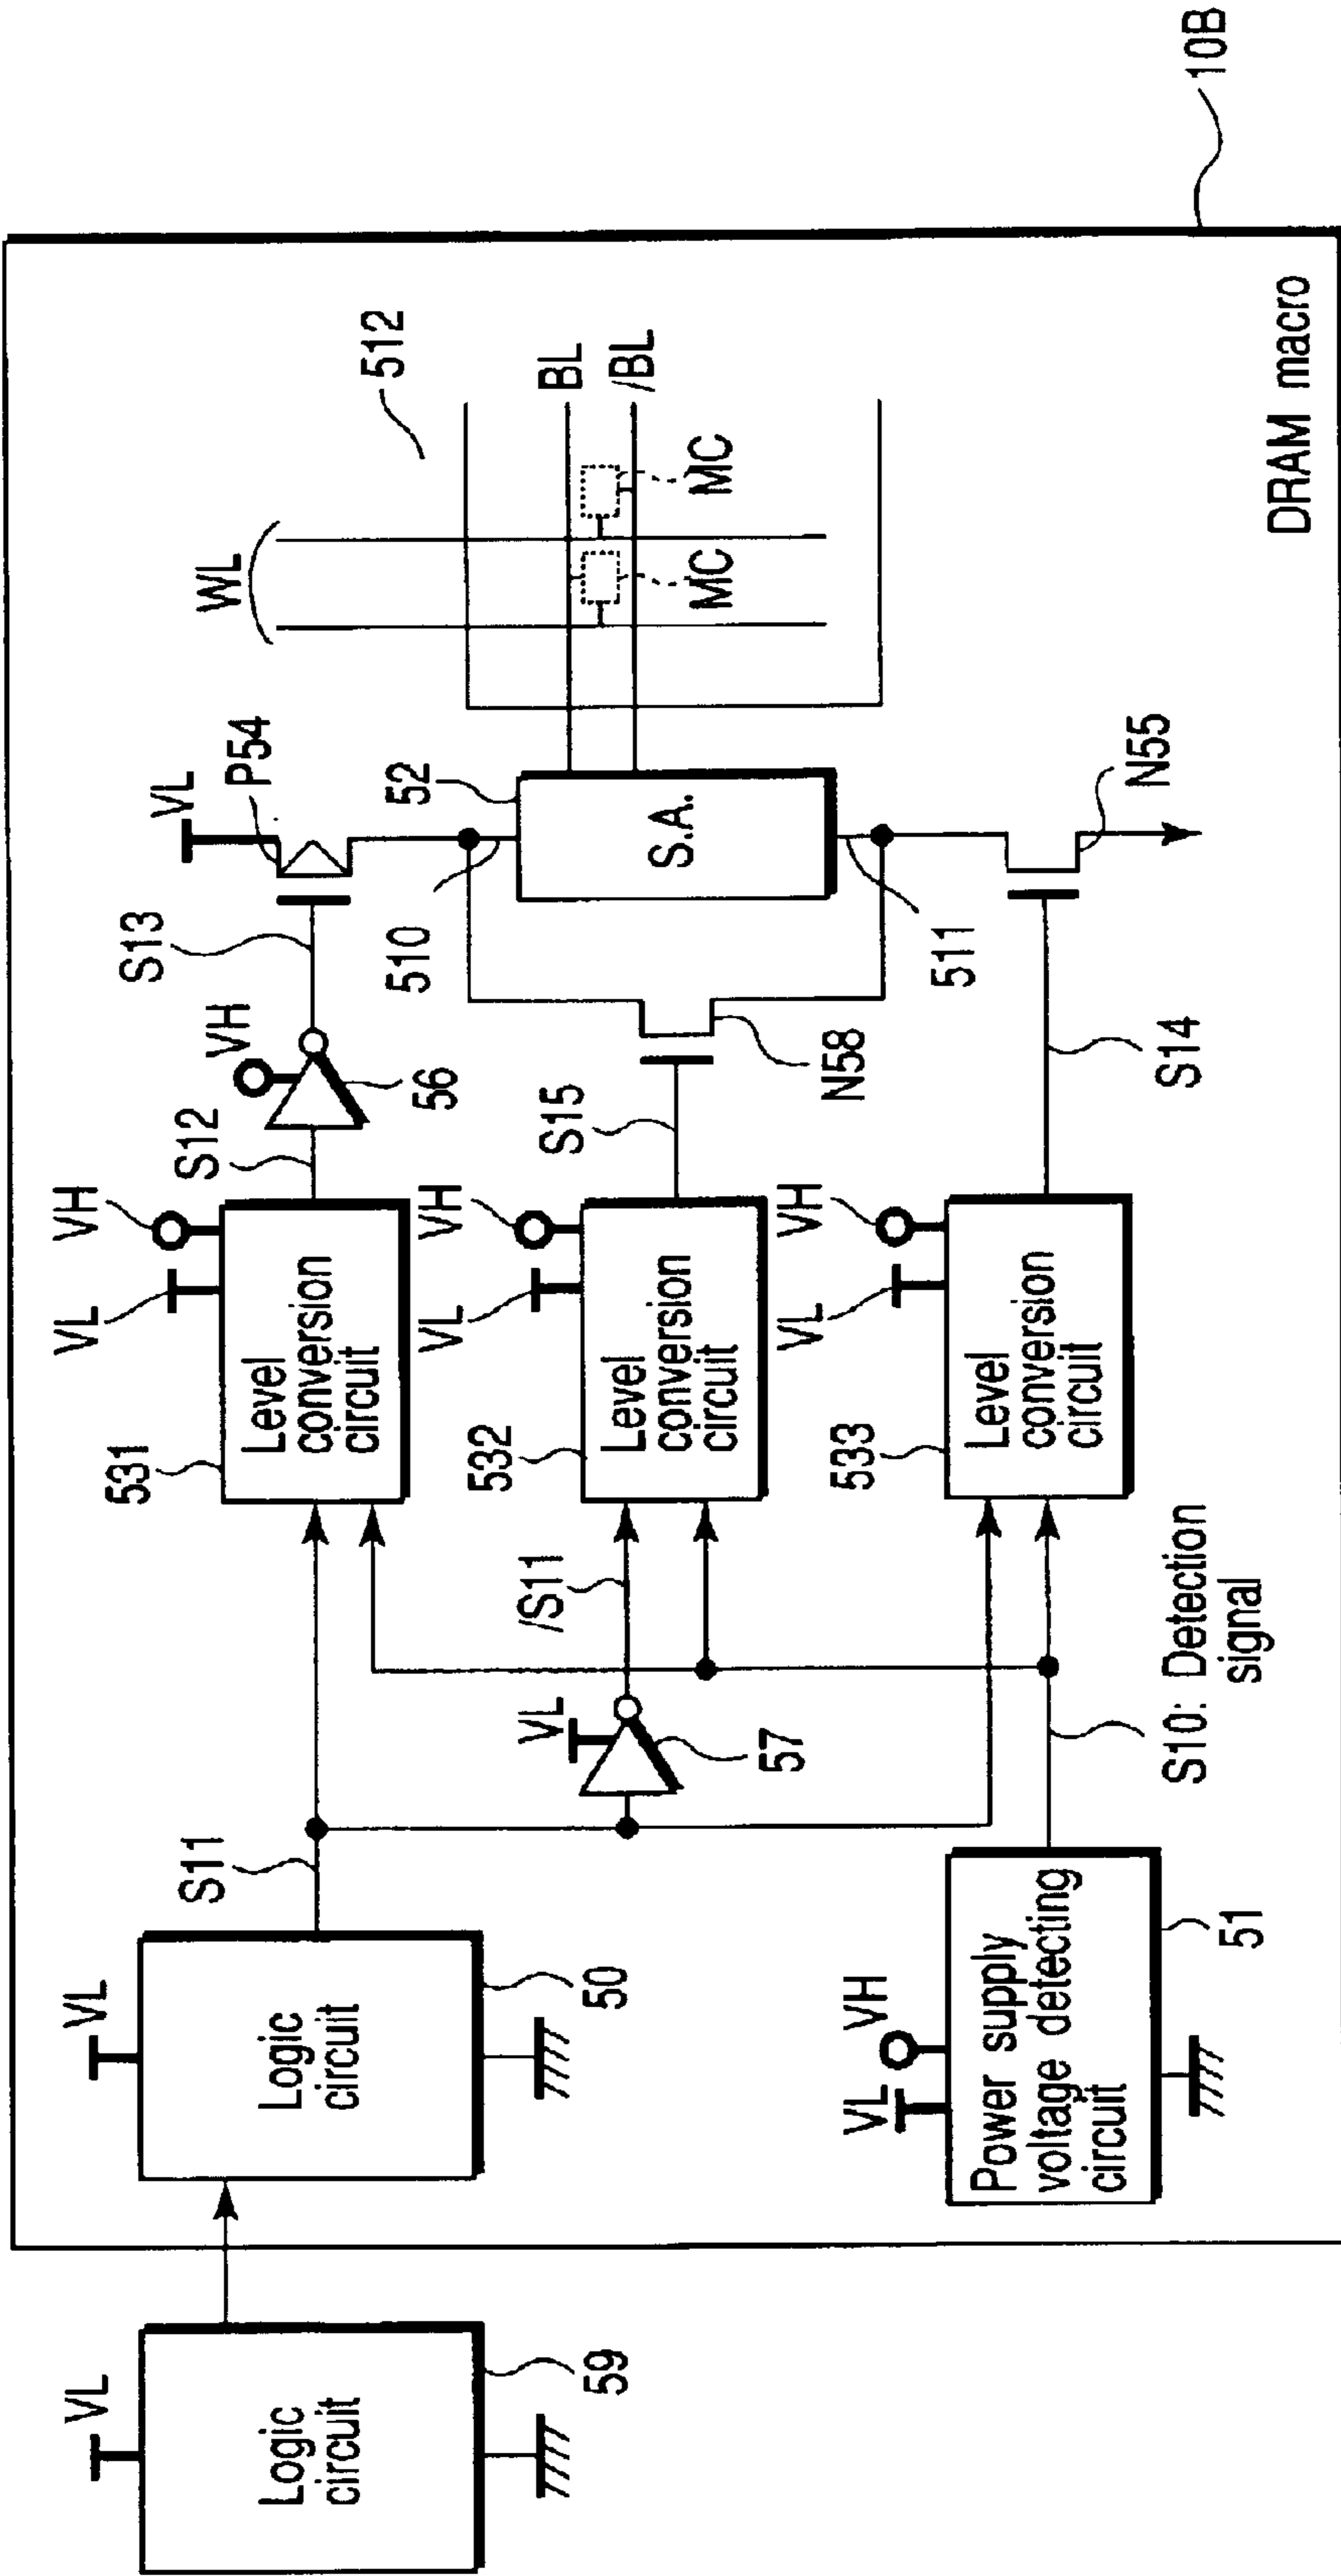 10B
DRAM macro
VL
Logic
circuit
59
VL
Logic
circuit
50
S11
VL
VH
Power supply
voltage detecting
circuit
51
S10: Detection
signal
VL
57
/S11
531
VL
VH
Level
conversion
circuit
532
VL
VH
Level
conversion
circuit
533
VL
VH
Level
conversion
circuit
S12
VH
56
S13
S15
N58
S14
VL
P54
510
52
S.A.
511
N55
WL
512
BL
/BL
MC
MC